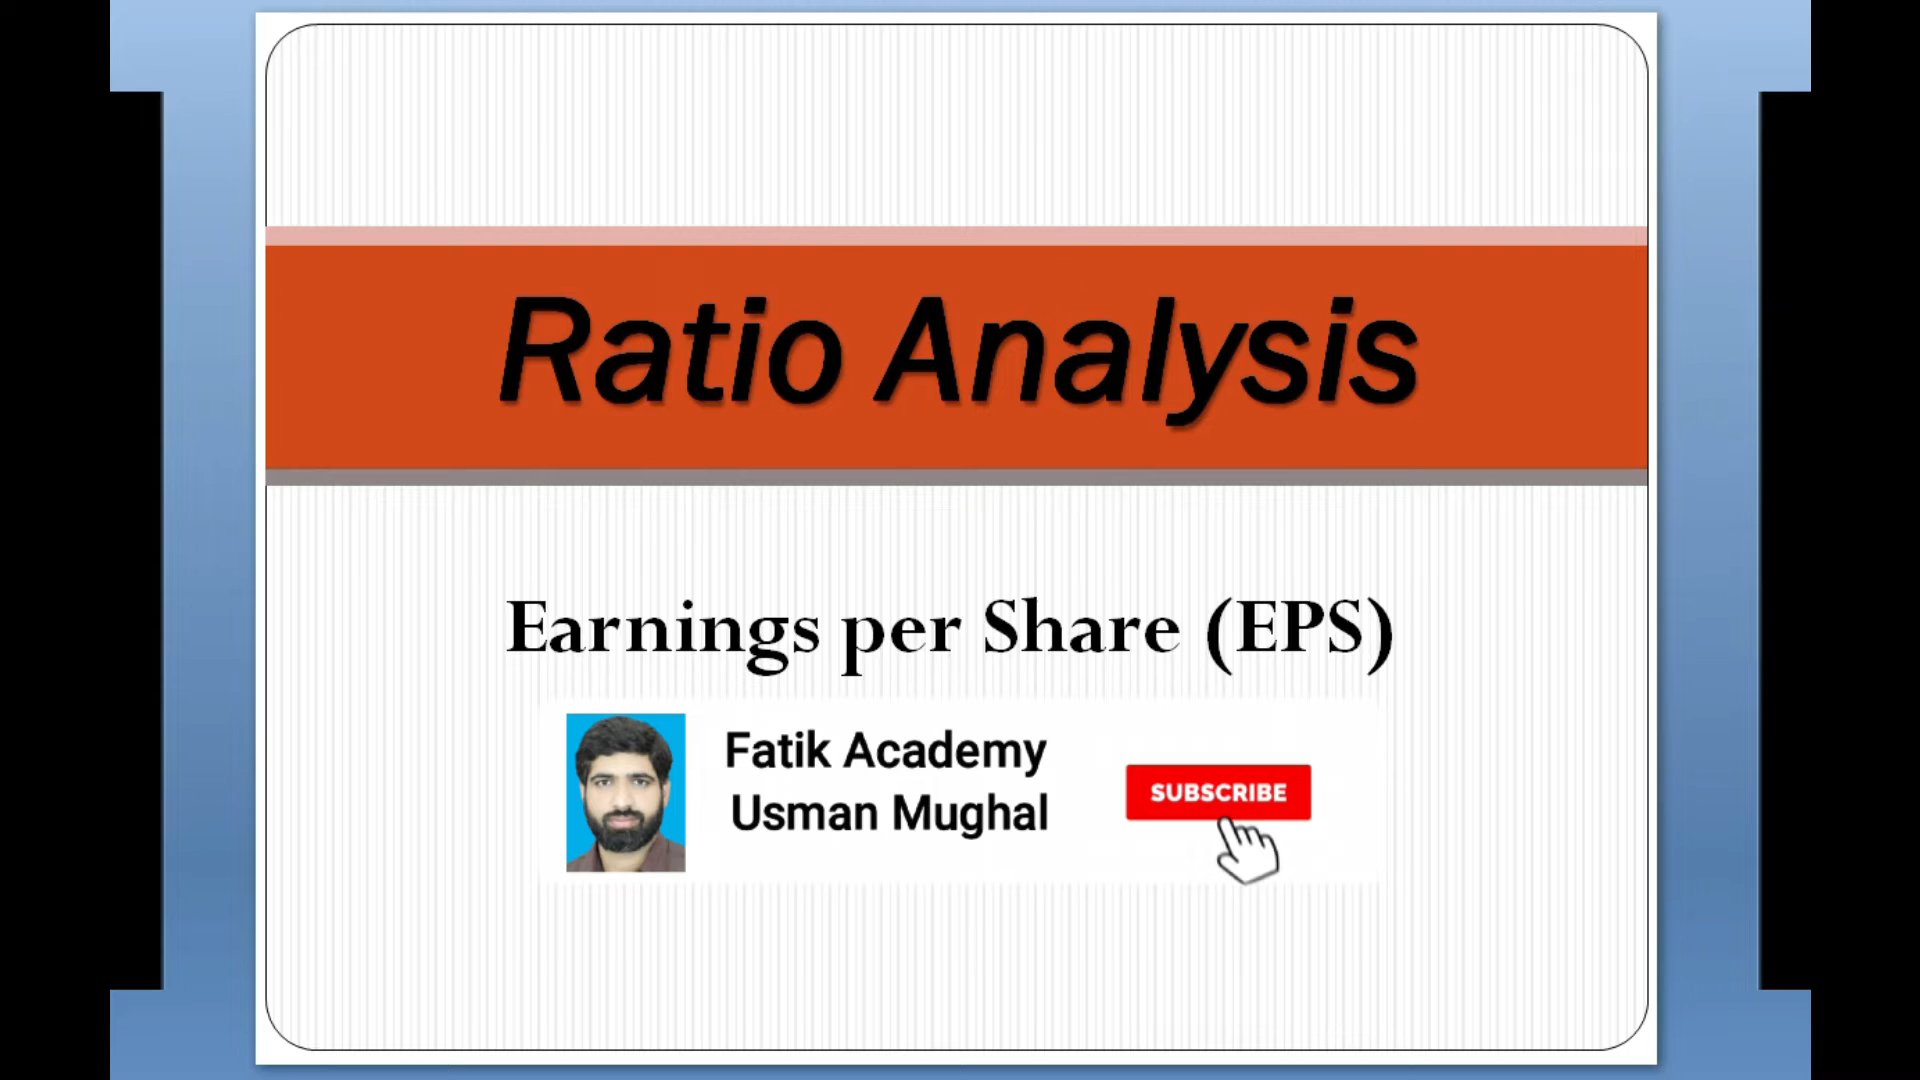 Ratio Analysis
Earnings per Share (EPS)
Fatik Academy
Usman Mughal
SUBSCRIBE